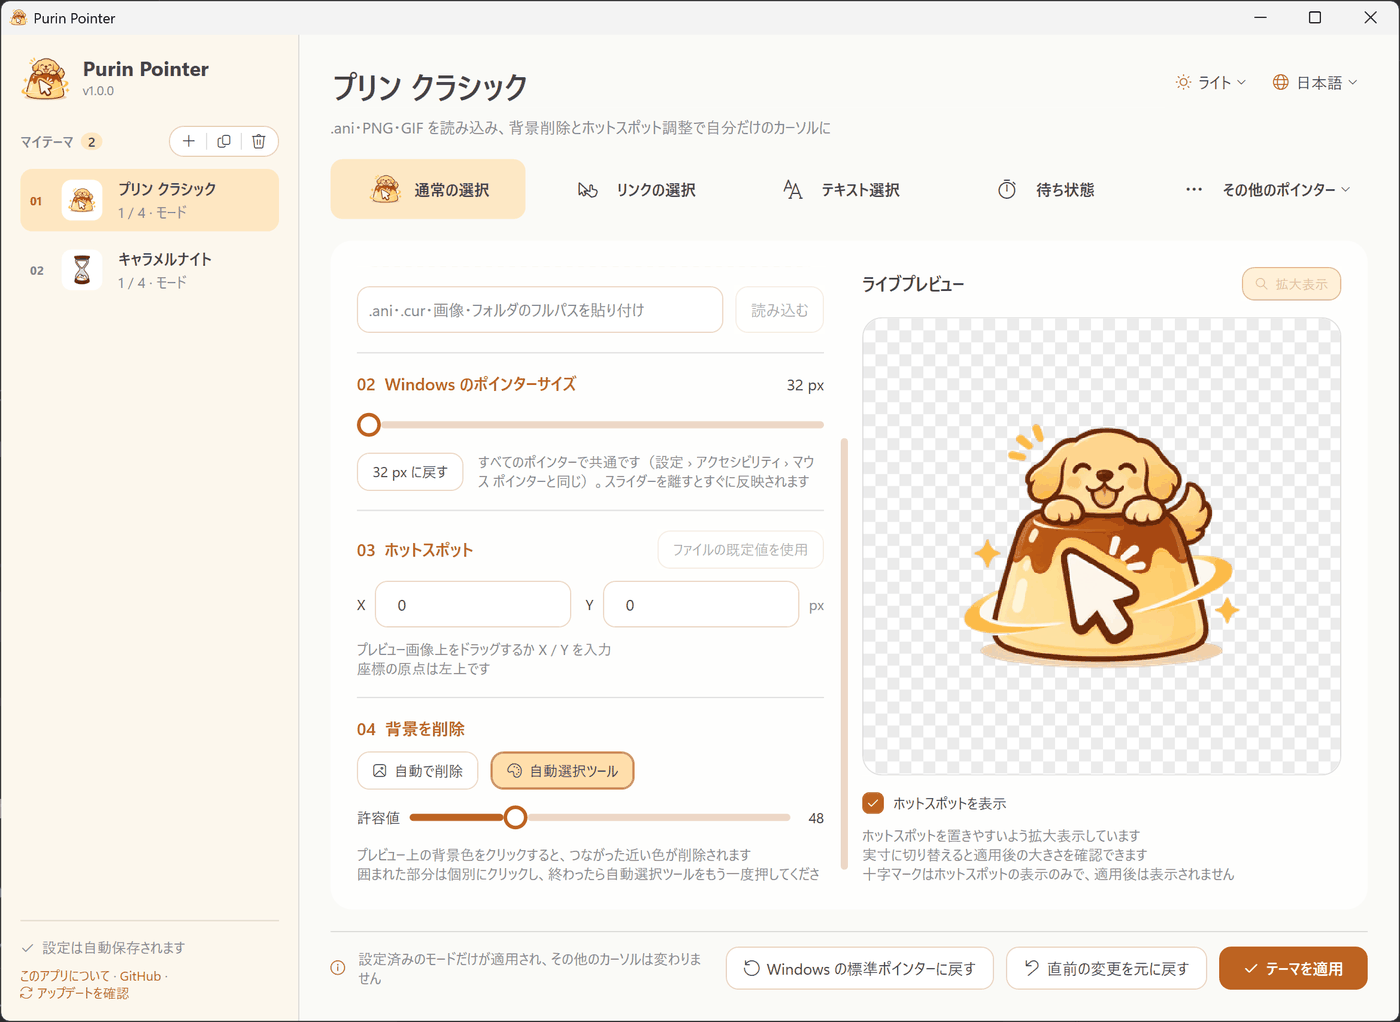 Purin Pointer
Purin Pointer
v1.0.0
マイテーマ 2
01
プリン クラシック
1 / 4 · モード
02
キャラメルナイト
1 / 4 · モード
設定は自動保存されます
このアプリについて · GitHub ·
アップデートを確認
プリン クラシック
.ani･PNG･GIF を読み込み、背景削除とホットスポット調整で自分だけのカーソルに
ライト
日本語
通常の選択
リンクの選択
テキスト選択
待ち状態
その他のポインター
.ani･.cur･画像･フォルダのフルパスを貼り付け
読み込む
02 Windows のポインターサイズ
32 px
32 px に戻す
すべてのポインターで共通です（設定 › アクセシビリティ › マウ
ス ポインターと同じ）。スライダーを離すとすぐに反映されます
03 ホットスポット
ファイルの既定値を使用
X 0 Y 0 px
プレビュー画像上をドラッグするか X / Y を入力
座標の原点は左上です
04 背景を削除
自動で削除
自動選択ツール
許容値
48
プレビュー上の背景色をクリックすると、つながった近い色が削除されます
囲まれた部分は個別にクリックし、終わったら自動選択ツールをもう一度押してくださ
ライブプレビュー
拡大表示
ホットスポットを表示
ホットスポットを置きやすいよう拡大表示しています
実寸に切り替えると適用後の大きさを確認できます
十字マークはホットスポットの表示のみで、適用後は表示されません
設定済みのモードだけが適用され、その他のカーソルは変わりま
せん
Windows の標準ポインターに戻す
直前の変更を元に戻す
テーマを適用